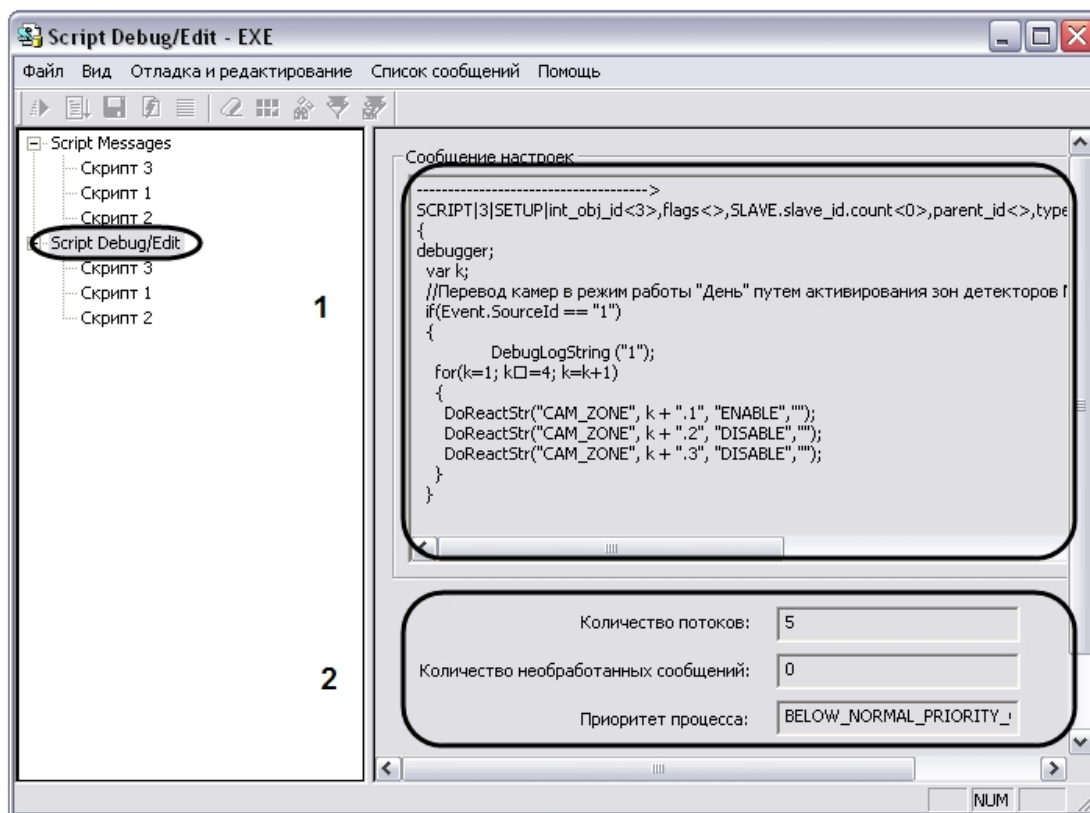 Script Debug/Edit - EXE
Файл Вид Отладка и редактирование Список сообщений Помощь
Script Messages
Скрипт 3
Скрипт 1
Скрипт 2
Script Debug/Edit
Скрипт 3
Скрипт 1
Скрипт 2
1
2
Сообщение настроек
------------------------------------->
SCRIPT|3|SETUP|int_obj_id<3>,flags<>,SLAVE.slave_id.count<0>,parent_id<>,type
{
debugger;
var k;
//Перевод камер в режим работы "День" путем активирования зон детекторов
if(Event.SourceId == "1")
{
DebugLogString ("1");
for(k=1; k□=4; k=k+1)
{
DoReactStr("CAM_ZONE", k + ".1", "ENABLE","");
DoReactStr("CAM_ZONE", k + ".2", "DISABLE","");
DoReactStr("CAM_ZONE", k + ".3", "DISABLE","");
}
}
Количество потоков: 5
Количество необработанных сообщений: 0
Приоритет процесса: BELOW_NORMAL_PRIORITY_
NUM